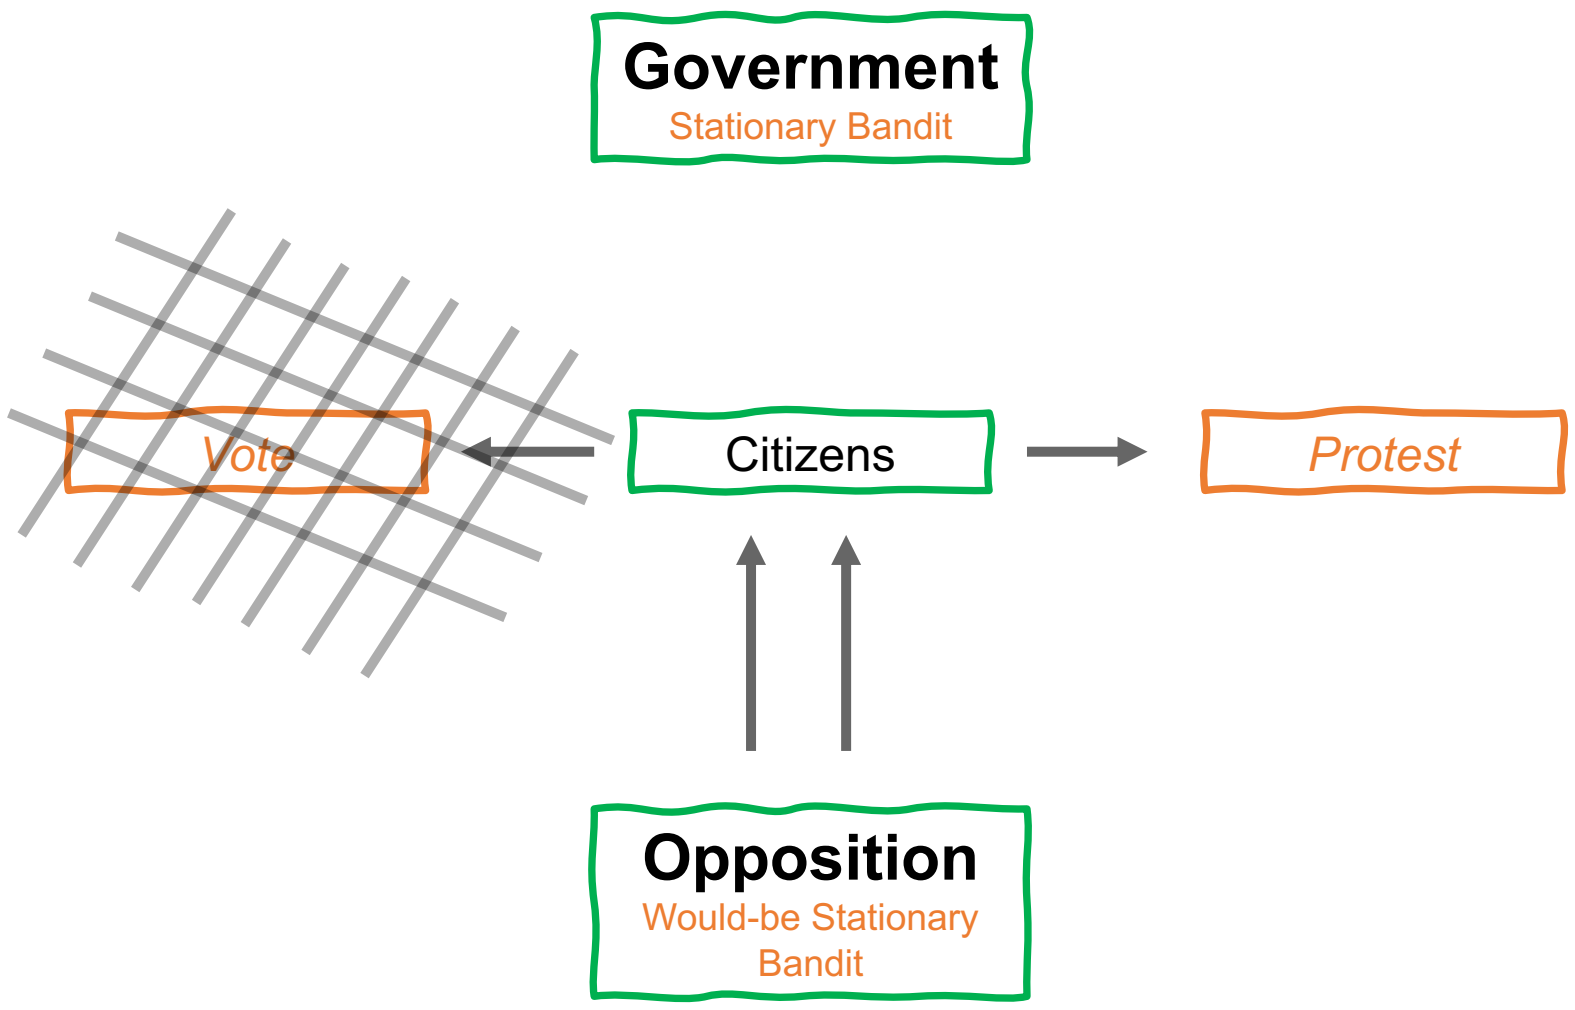 Government
Stationary Bandit
Vote
Citizens
Protest
Opposition
Would-be Stationary
Bandit